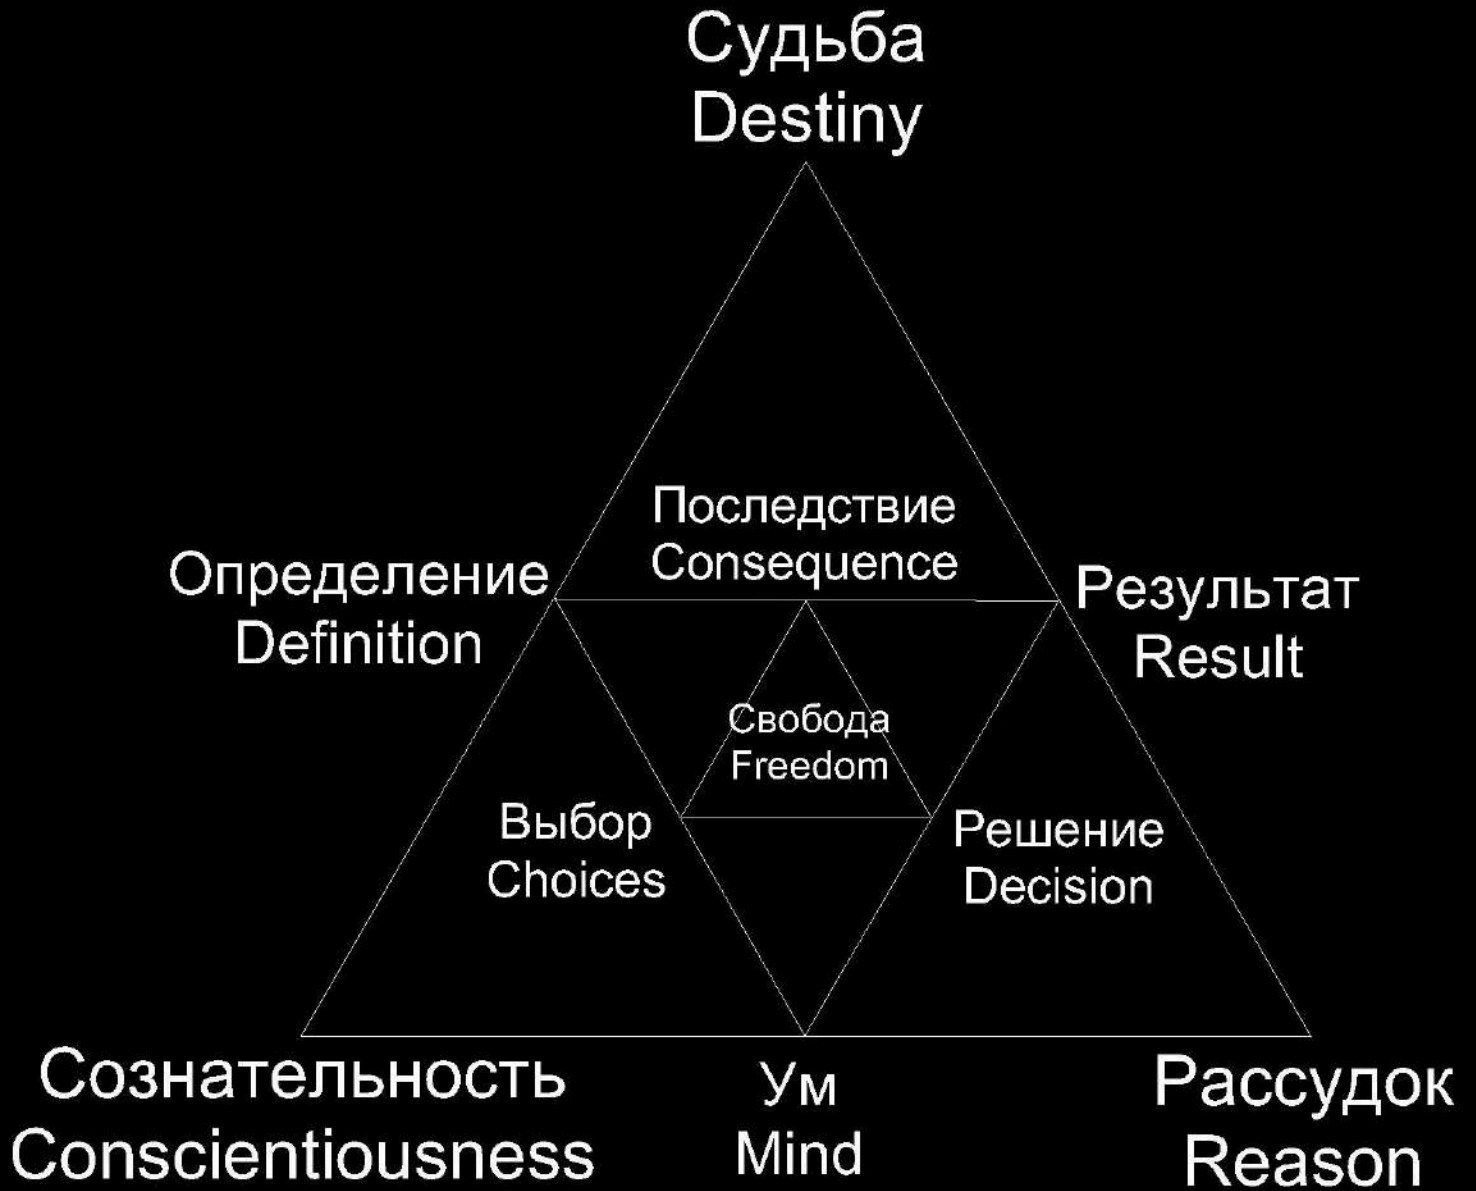 Судьба
Destiny
Последствие
Consequence
Определение
Definition
Результат
Result
Свобода
Freedom
Выбор
Choices
Решение
Decision
Сознательность
Conscientiousness
Ум
Mind
Рассудок
Reason